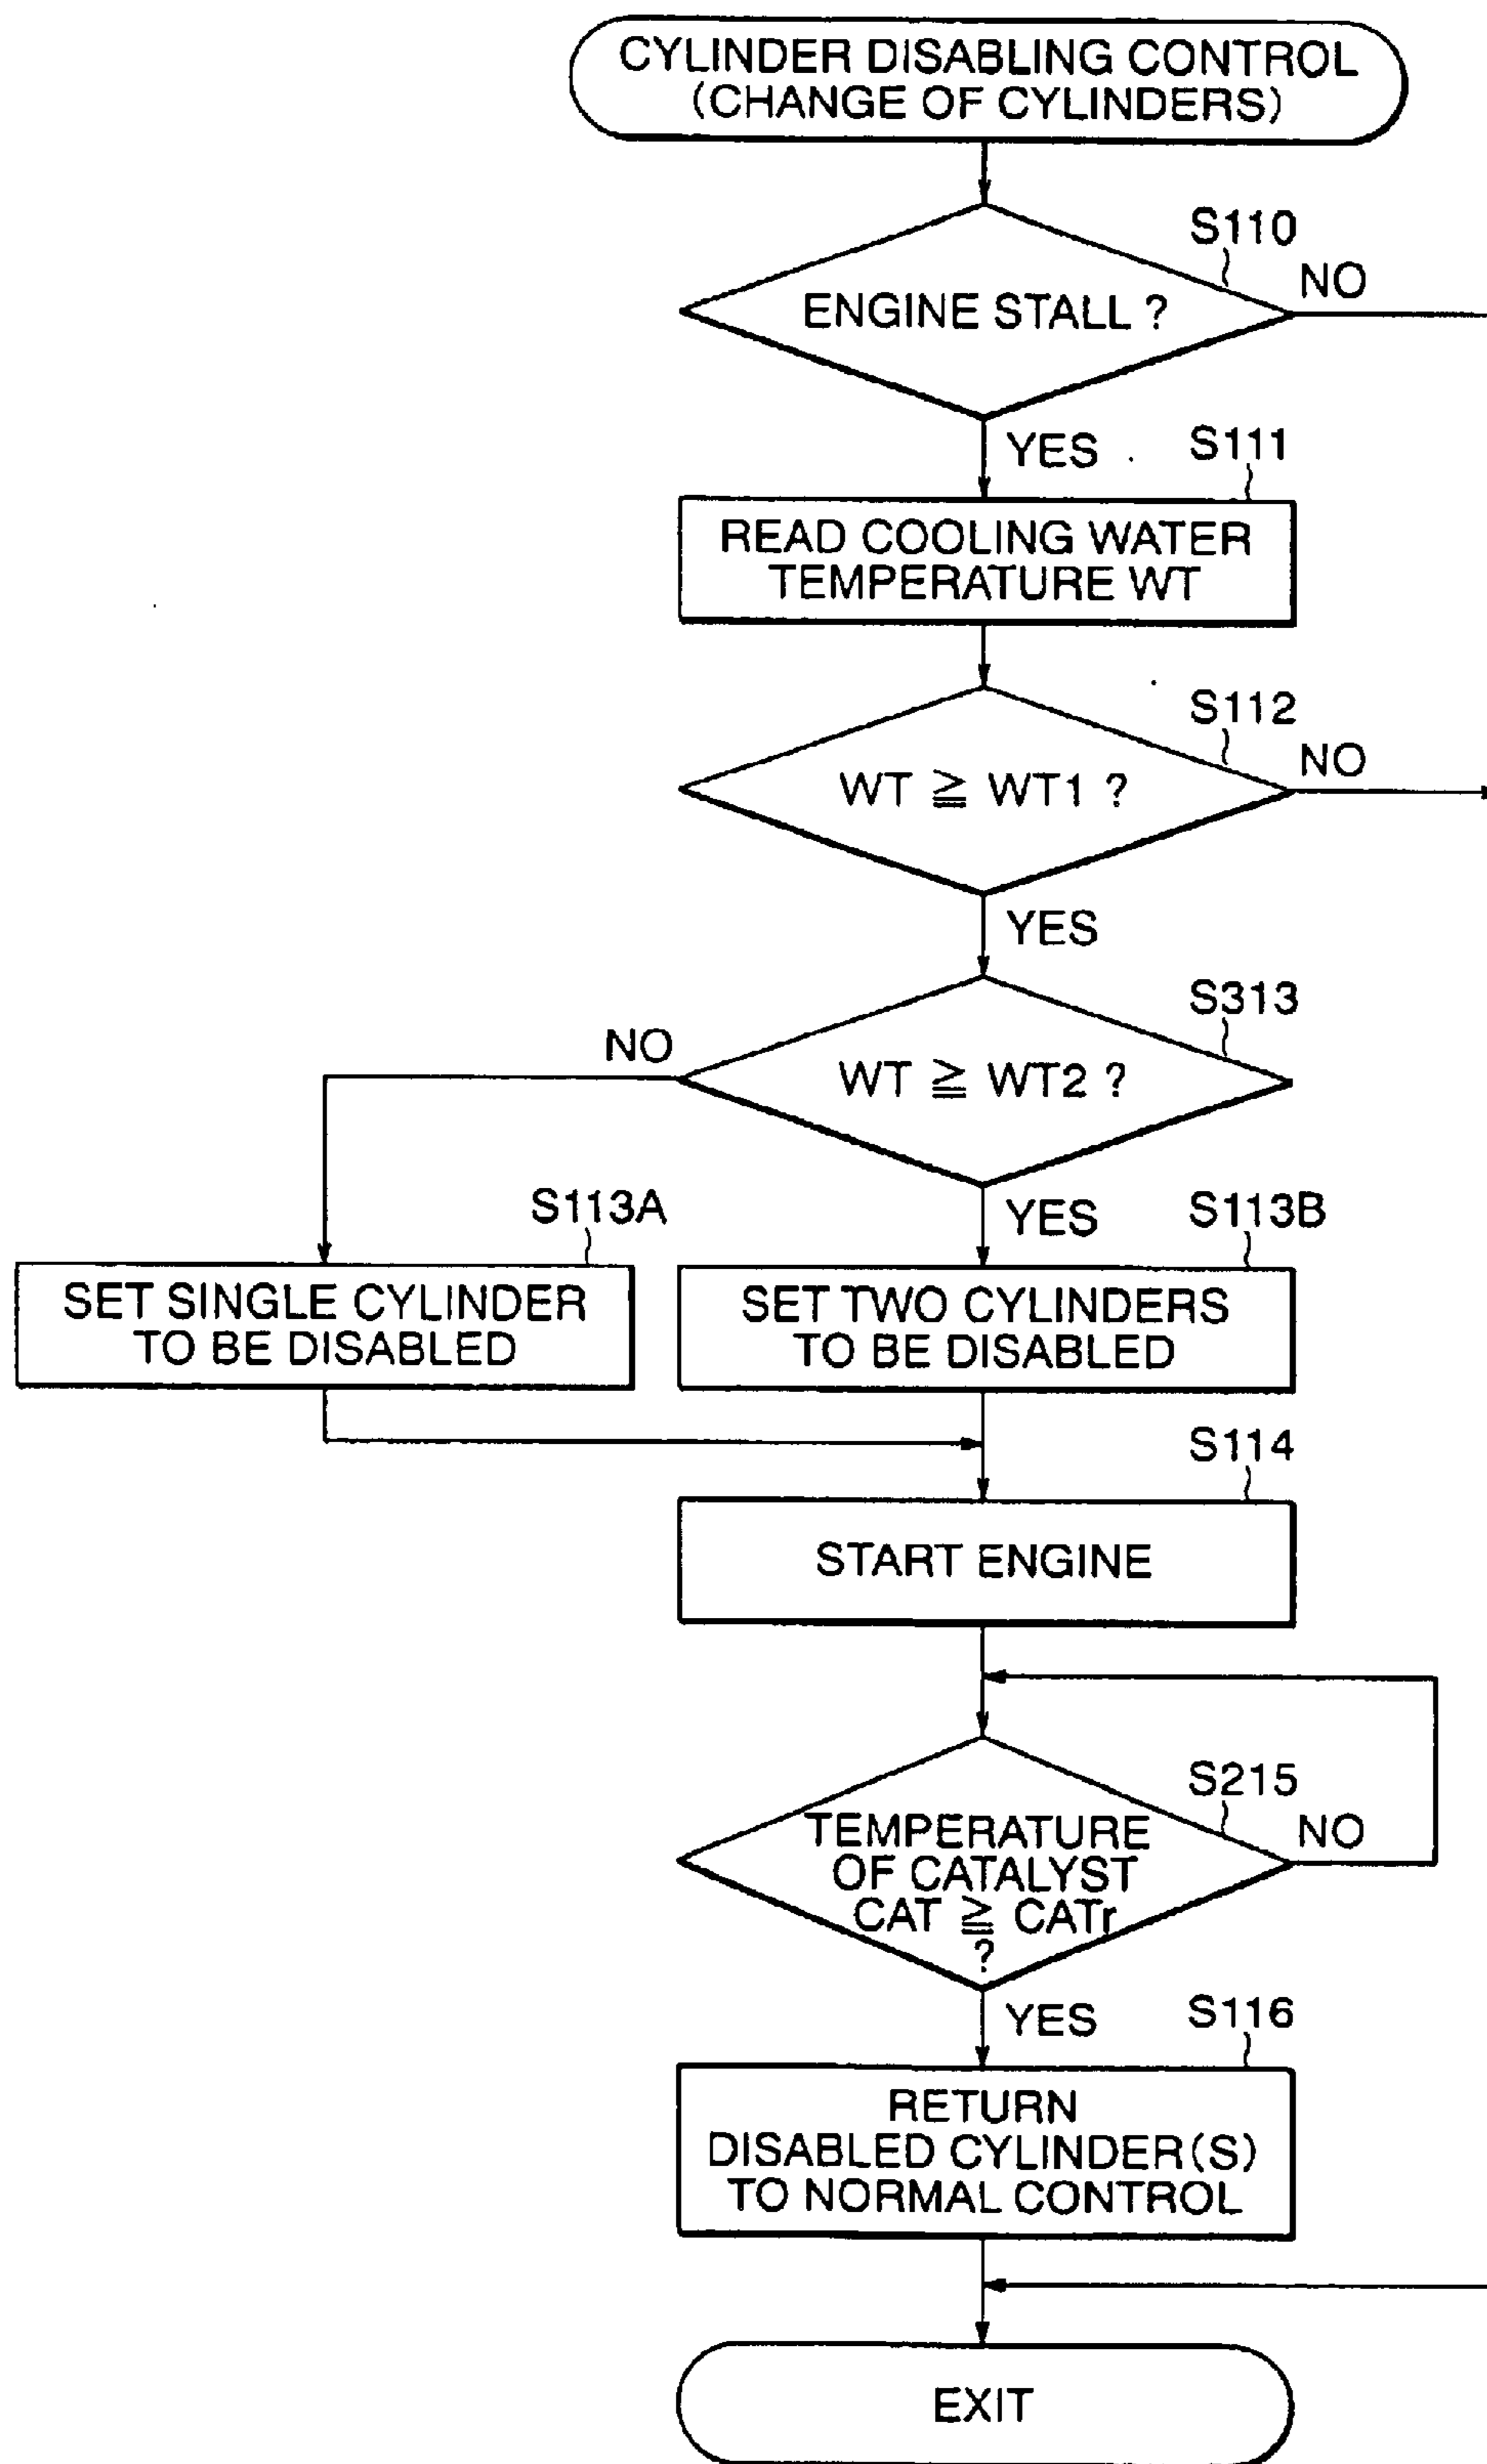 CYLINDER DISABLING CONTROL
(CHANGE OF CYLINDERS)
S110
ENGINE STALL ?
NO
YES
S111
READ COOLING WATER
TEMPERATURE WT
S112
WT ≧ WT1 ?
NO
YES
S313
NO
WT ≧ WT2 ?
YES
S113A
SET SINGLE CYLINDER
TO BE DISABLED
S113B
SET TWO CYLINDERS
TO BE DISABLED
S114
START ENGINE
S215
TEMPERATURE
OF CATALYST
CAT ≧ CATr
?
NO
YES
S116
RETURN
DISABLED CYLINDER(S)
TO NORMAL CONTROL
EXIT